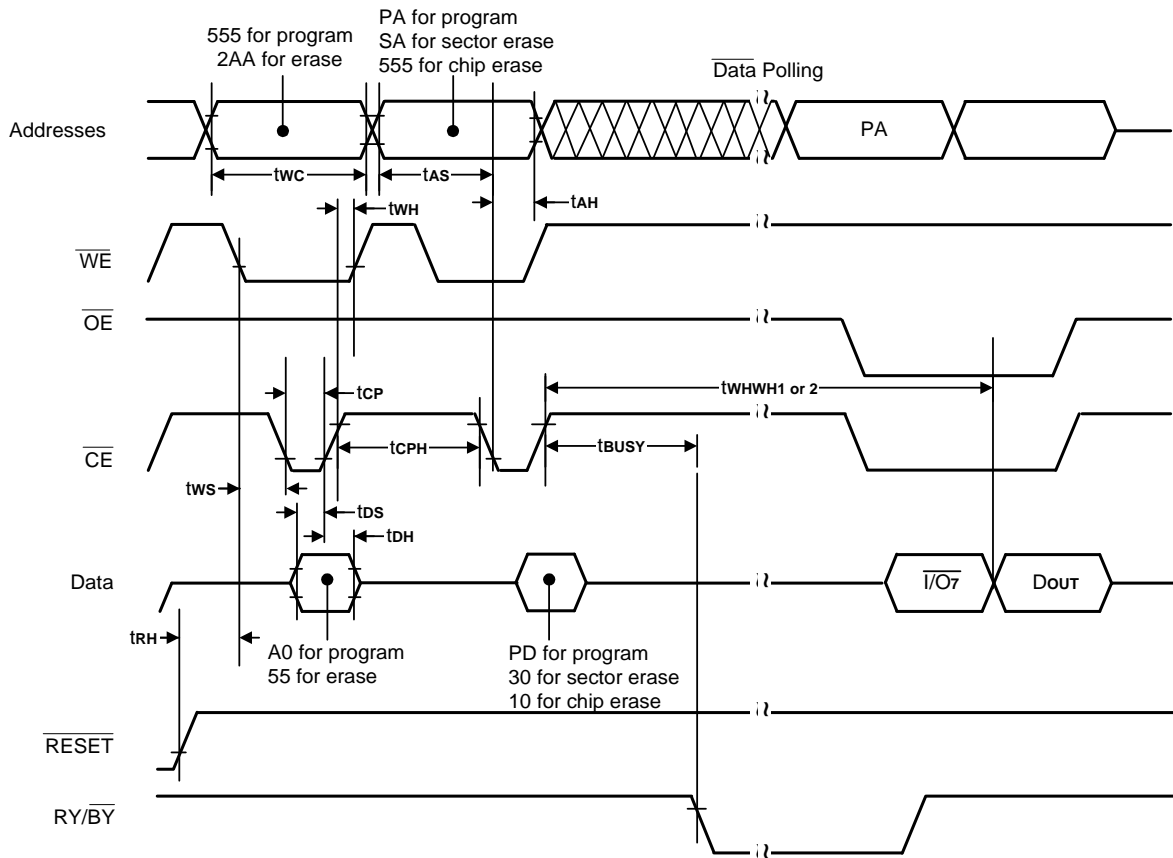 555 for program
2AA for erase
PA for program
SA for sector erase
555 for chip erase
Data Polling
Addresses
PA
tWC
tAS
tWH
tAH
WE
OE
tCP
tWHWH1 or 2
tCPH
tBUSY
CE
tWS
tDS
tDH
Data
I/O7
DOUT
tRH
A0 for program
55 for erase
PD for program
30 for sector erase
10 for chip erase
RESET
RY/BY